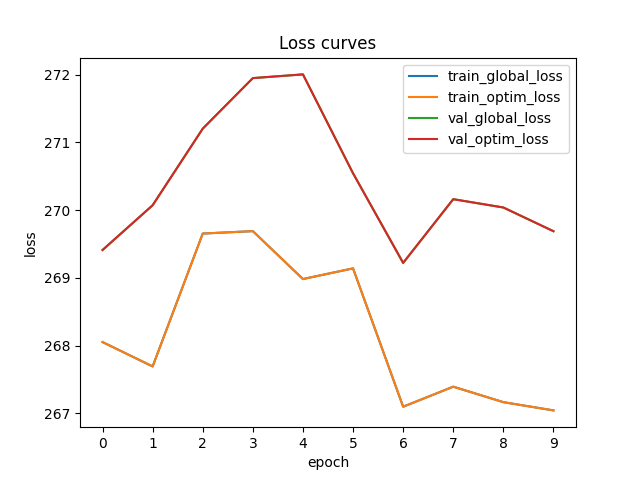 Loss curves
train_global_loss
train_optim_loss
val_global_loss
val_optim_loss
272
271
270
269
268
267
loss
0 1 2 3 4 5 6 7 8 9
epoch